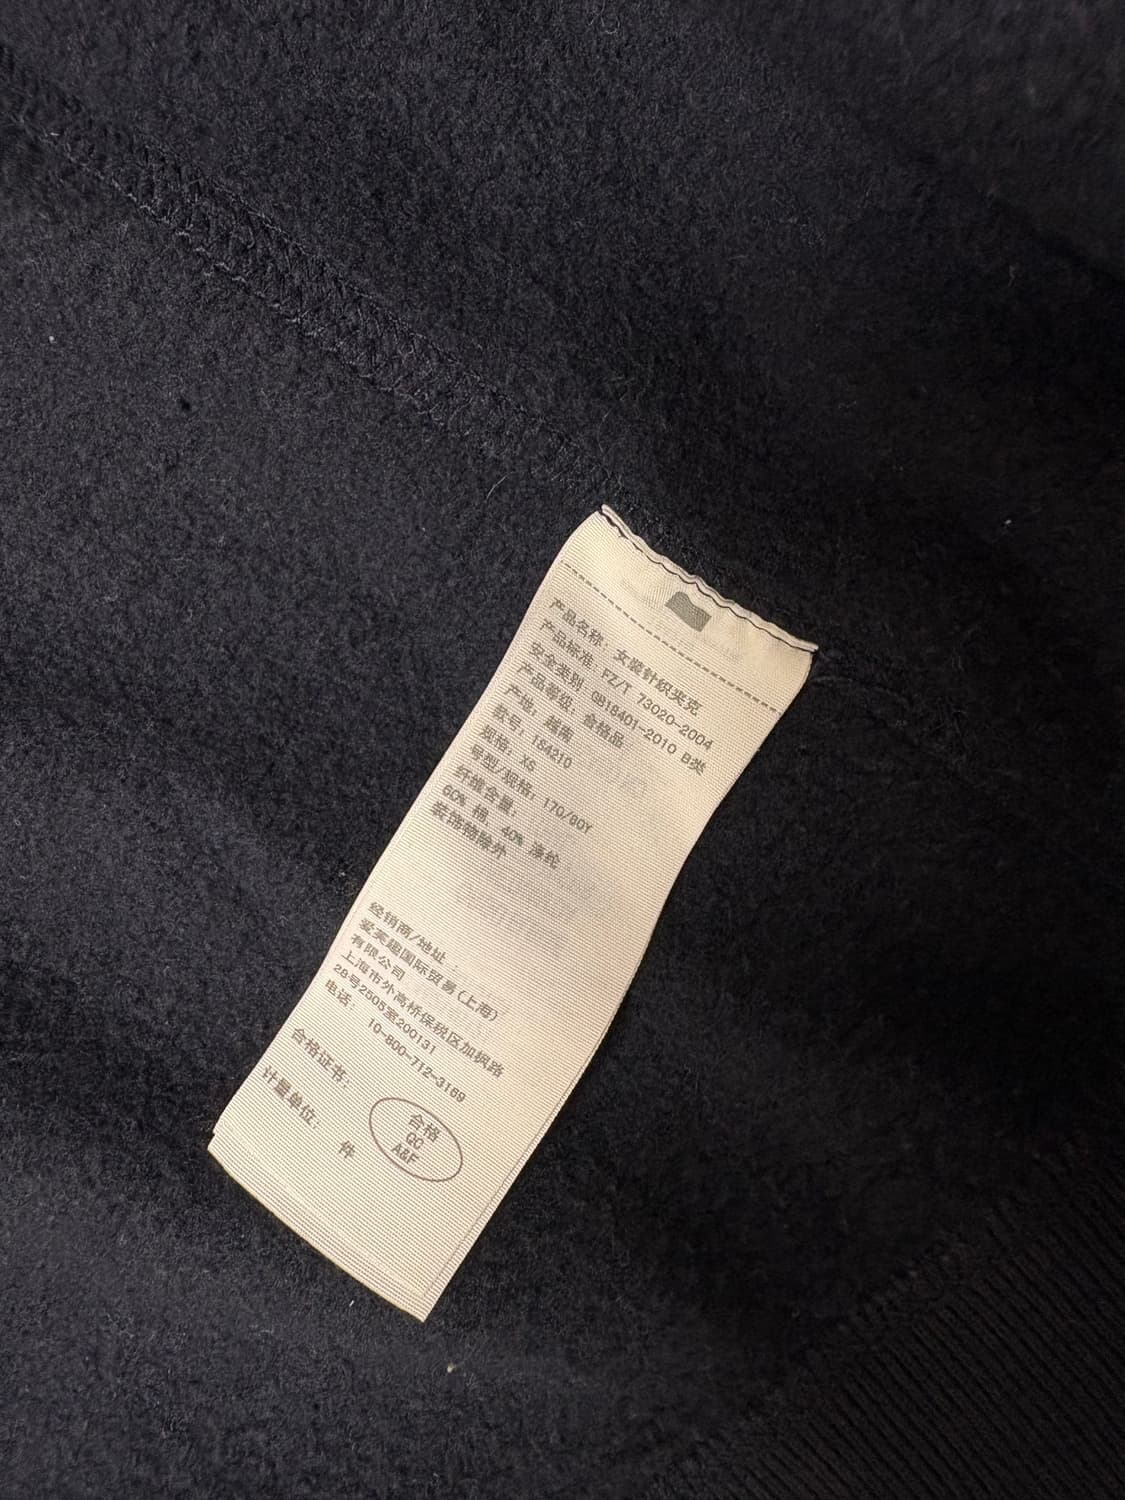 产品名称: 女装针织夹克
产品标准: FZ/T 73020-2004
安全类别 GB18401-2010 B类
产品等级: 合格品
产地: 越南
款号: 1S4210
规格: XS
号型/规格: 170/80Y
纤维含量:
60% 棉, 40% 涤纶
装饰物除外
经销商/地址:
爱芙趣国际贸易(上海)
有限公司
上海市外高桥保税区加枫路
28号2505室200131
电话: 10-800-712-3169
合格证书:
合格
QC
A&F
计量单位: 件